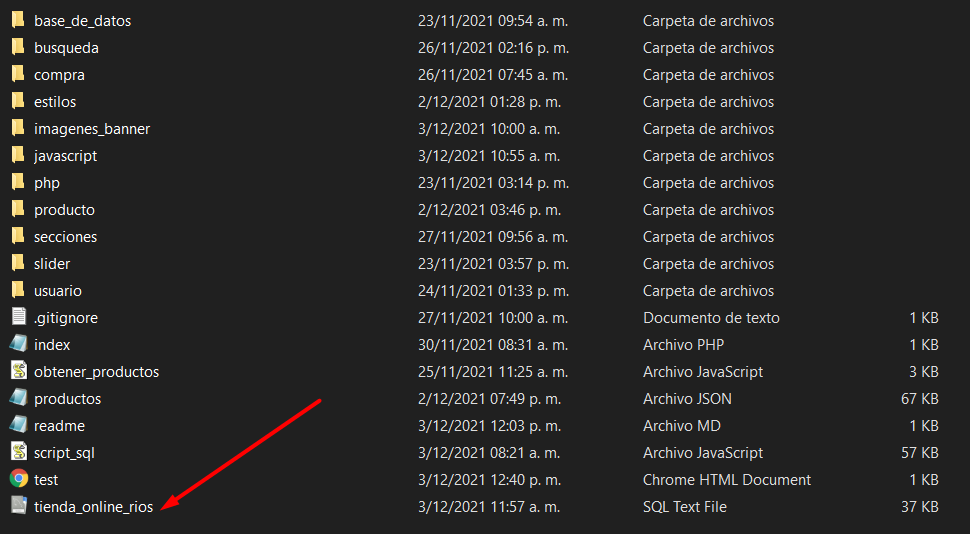 base_de_datos 23/11/2021 09:54 a. m. Carpeta de archivos
busqueda 26/11/2021 02:16 p. m. Carpeta de archivos
compra 26/11/2021 07:45 a. m. Carpeta de archivos
estilos 2/12/2021 01:28 p. m. Carpeta de archivos
imagenes_banner 3/12/2021 10:00 a. m. Carpeta de archivos
javascript 3/12/2021 10:55 a. m. Carpeta de archivos
php 23/11/2021 03:14 p. m. Carpeta de archivos
producto 2/12/2021 03:46 p. m. Carpeta de archivos
secciones 27/11/2021 09:56 a. m. Carpeta de archivos
slider 23/11/2021 03:57 p. m. Carpeta de archivos
usuario 24/11/2021 01:33 p. m. Carpeta de archivos
.gitignore 27/11/2021 10:00 a. m. Documento de texto 1 KB
index 30/11/2021 08:31 a. m. Archivo PHP 1 KB
obtener_productos 25/11/2021 11:25 a. m. Archivo JavaScript 3 KB
productos 2/12/2021 07:49 p. m. Archivo JSON 67 KB
readme 3/12/2021 12:03 p. m. Archivo MD 1 KB
script_sql 3/12/2021 08:21 a. m. Archivo JavaScript 57 KB
test 3/12/2021 12:40 p. m. Chrome HTML Document 1 KB
tienda_online_rios 3/12/2021 11:57 a. m. SQL Text File 37 KB